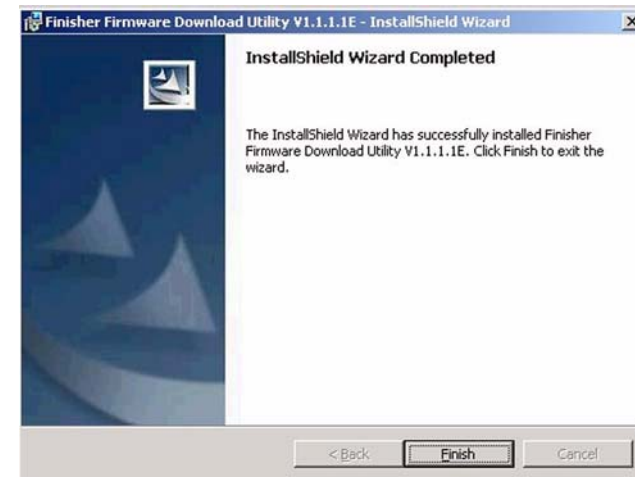 Finisher Firmware Download Utility V1.1.1.1E - InstallShield Wizard
InstallShield Wizard Completed
The InstallShield Wizard has successfully installed Finisher
Firmware Download Utility V1.1.1.1E. Click Finish to exit the
wizard.
< Back
Finish
Cancel